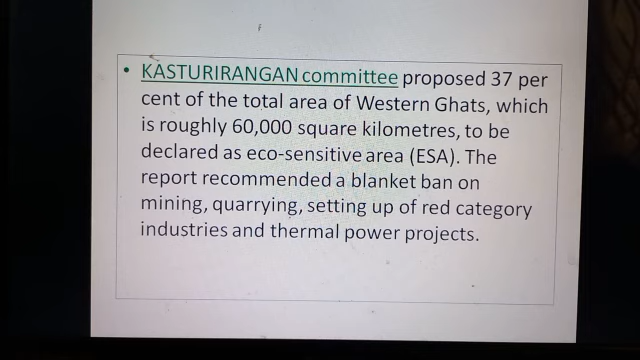 • KASTURIRANGAN committee proposed 37 per
cent of the total area of Western Ghats, which
is roughly 60,000 square kilometres, to be
declared as eco-sensitive area (ESA). The
report recommended a blanket ban on
mining, quarrying, setting up of red category
industries and thermal power projects.